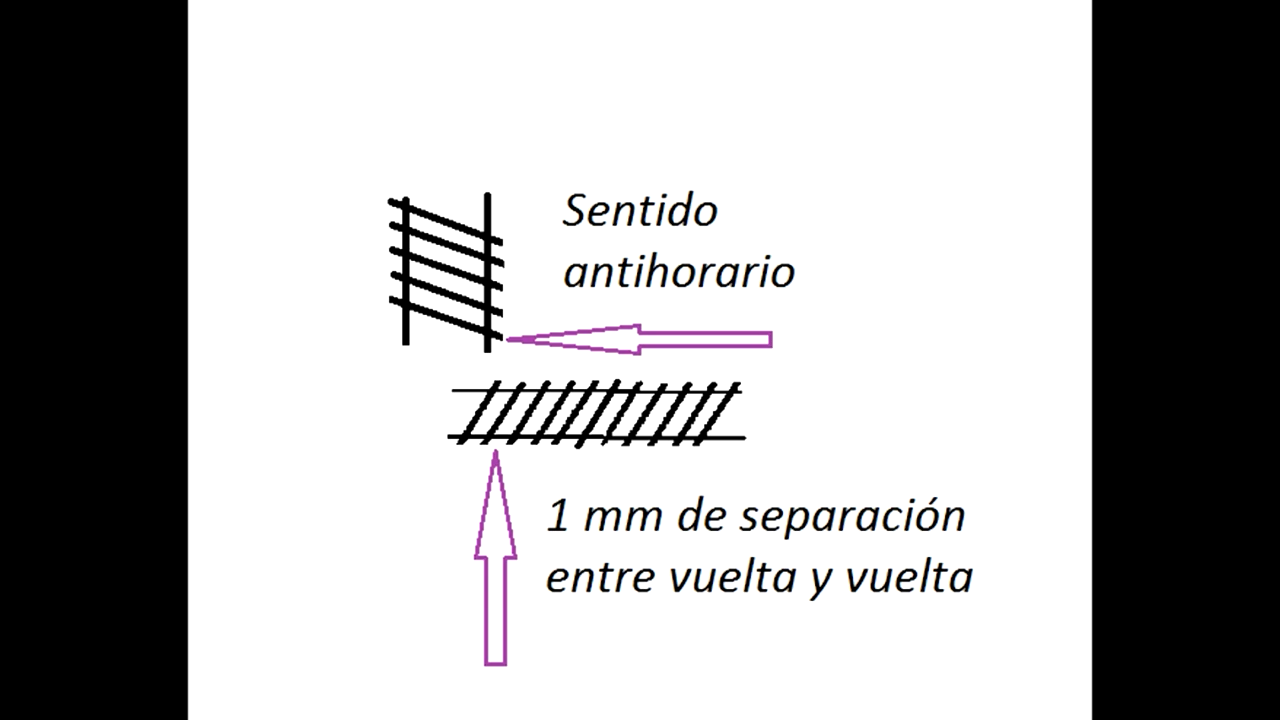 Sentido
antihorario
1 mm de separación
entre vuelta y vuelta